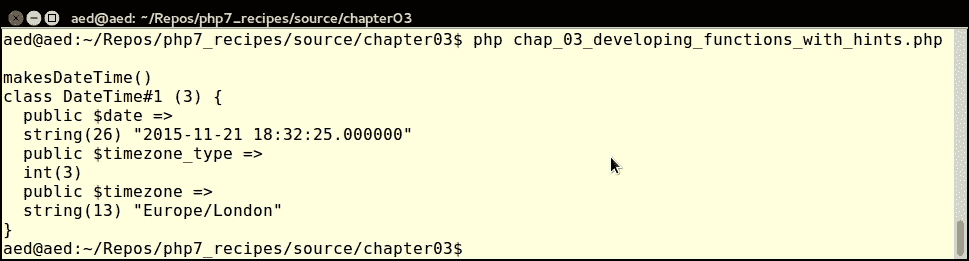 aed@aed: ~/Repos/php7_recipes/source/chapter03
aed@aed:~/Repos/php7_recipes/source/chapter03$ php chap_03_developing_functions_with_hints.php
makesDateTime()
class DateTime#1 (3) {
  public $date =>
  string(26) "2015-11-21 18:32:25.000000"
  public $timezone_type =>
  int(3)
  public $timezone =>
  string(13) "Europe/London"
}
aed@aed:~/Repos/php7_recipes/source/chapter03$